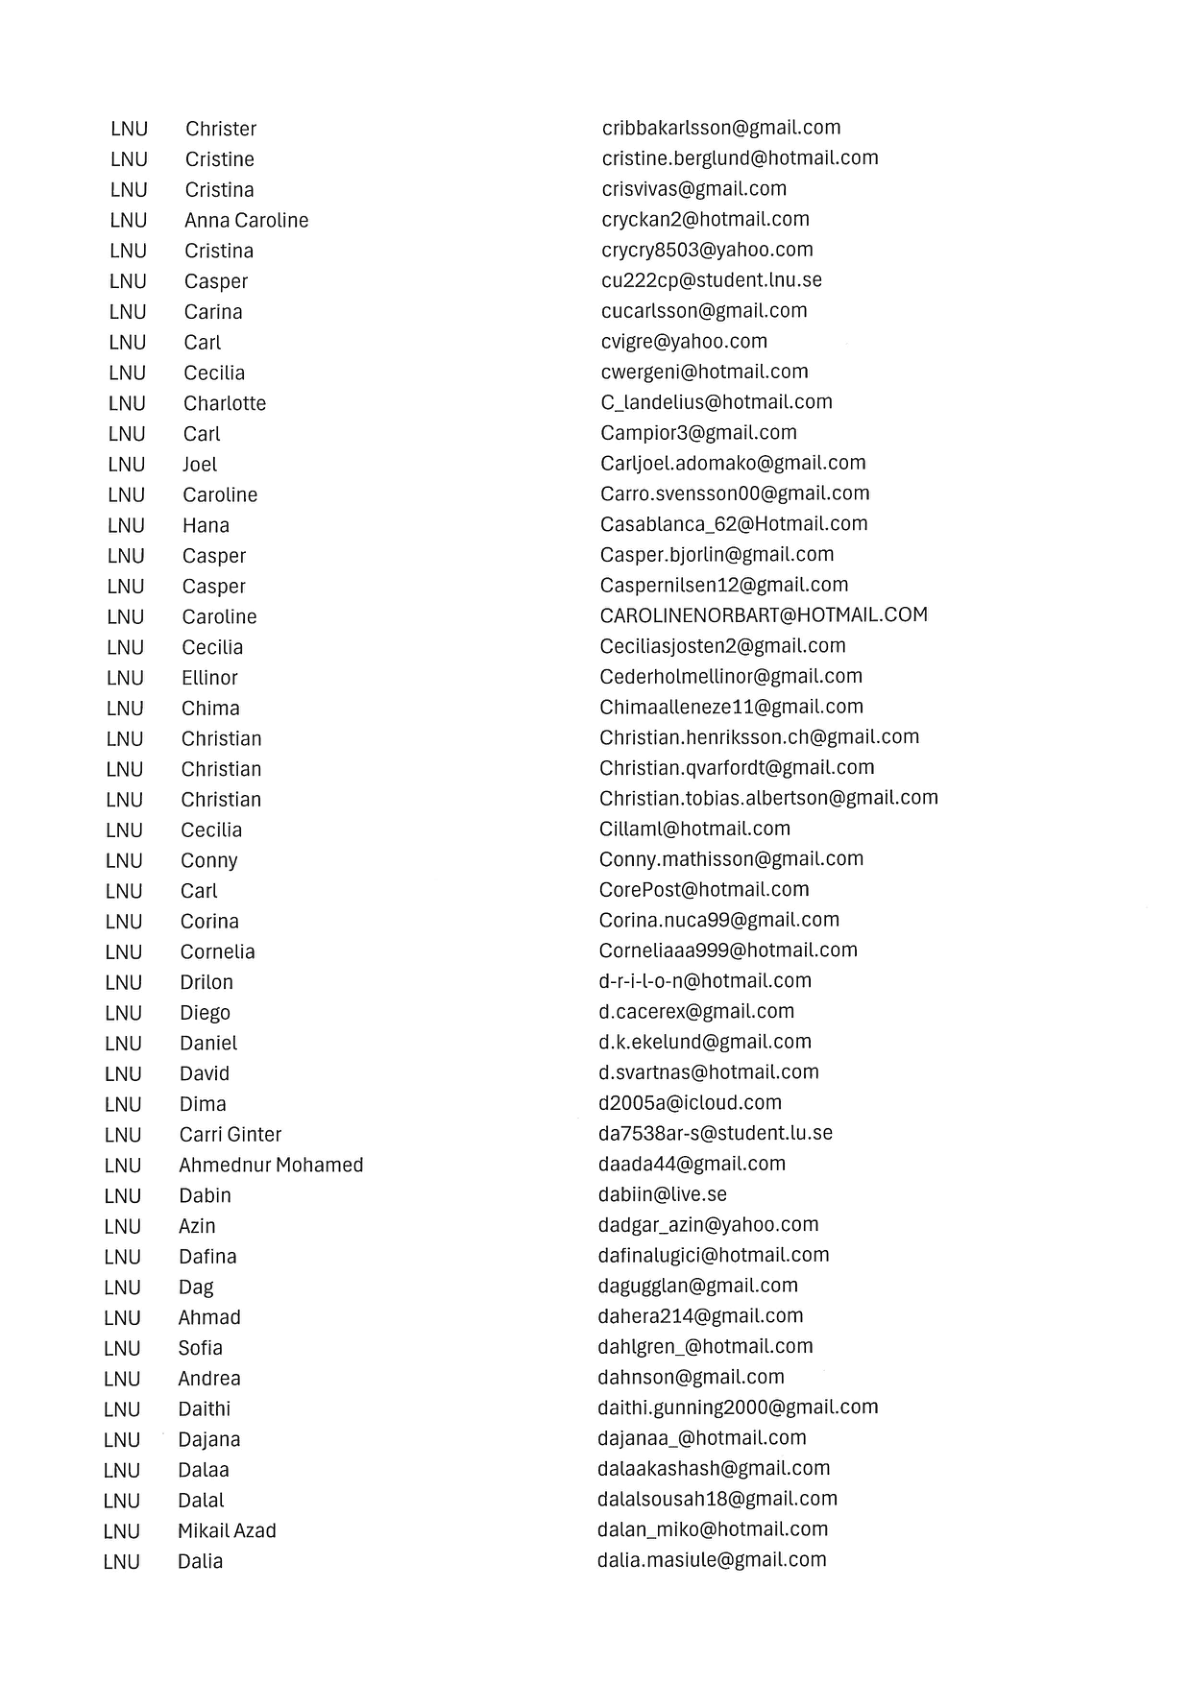 LNU Christer cribbakarlsson@gmail.com
LNU Cristine cristine.berglund@hotmail.com
LNU Cristina crisvivas@gmail.com
LNU Anna Caroline cryckan2@hotmail.com
LNU Cristina crycry8503@yahoo.com
LNU Casper cu222cp@student.lnu.se
LNU Carina cucarlsson@gmail.com
LNU Carl cvigre@yahoo.com
LNU Cecilia cwergeni@hotmail.com
LNU Charlotte C_landelius@hotmail.com
LNU Carl Campior3@gmail.com
LNU Joel Carljoel.adomako@gmail.com
LNU Caroline Carro.svensson00@gmail.com
LNU Hana Casablanca_62@Hotmail.com
LNU Casper Casper.bjorlin@gmail.com
LNU Casper Caspernilsen12@gmail.com
LNU Caroline CAROLINENORBART@HOTMAIL.COM
LNU Cecilia Ceciliasjosten2@gmail.com
LNU Ellinor Cederholmellinor@gmail.com
LNU Chima Chimaalleneze11@gmail.com
LNU Christian Christian.henriksson.ch@gmail.com
LNU Christian Christian.qvarfordt@gmail.com
LNU Christian Christian.tobias.albertson@gmail.com
LNU Cecilia Cillaml@hotmail.com
LNU Conny Conny.mathisson@gmail.com
LNU Carl CorePost@hotmail.com
LNU Corina Corina.nuca99@gmail.com
LNU Cornelia Corneliaaa999@hotmail.com
LNU Drilon d-r-i-l-o-n@hotmail.com
LNU Diego d.cacerex@gmail.com
LNU Daniel d.k.ekelund@gmail.com
LNU David d.svartnas@hotmail.com
LNU Dima d2005a@icloud.com
LNU Carri Ginter da7538ar-s@student.lu.se
LNU Ahmednur Mohamed daada44@gmail.com
LNU Dabin dabiin@live.se
LNU Azin dadgar_azin@yahoo.com
LNU Dafina dafinalugici@hotmail.com
LNU Dag dagugglan@gmail.com
LNU Ahmad dahera214@gmail.com
LNU Sofia dahlgren_@hotmail.com
LNU Andrea dahnson@gmail.com
LNU Daithi daithi.gunning2000@gmail.com
LNU Dajana dajanaa_@hotmail.com
LNU Dalaa dalaakashash@gmail.com
LNU Dalal dalalsousah18@gmail.com
LNU Mikail Azad dalan_miko@hotmail.com
LNU Dalia dalia.masiule@gmail.com